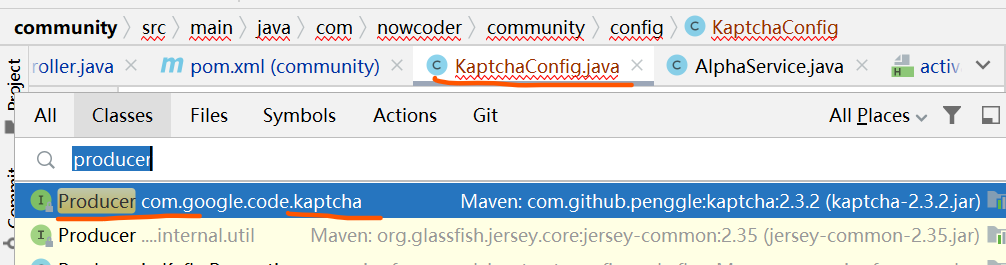 community > src > main > java > com > nowcoder > community > config > KaptchaConfig
roller.java pom.xml (community) KaptchaConfig.java AlphaService.java activ
Project
All Classes Files Symbols Actions Git All Places
producer
Producer com.google.code.kaptcha Maven: com.github.penggle:kaptcha:2.3.2 (kaptcha-2.3.2.jar)
Producer ....internal.util Maven: org.glassfish.jersey.core:jersey-common:2.35 (jersey-common-2.35.jar)